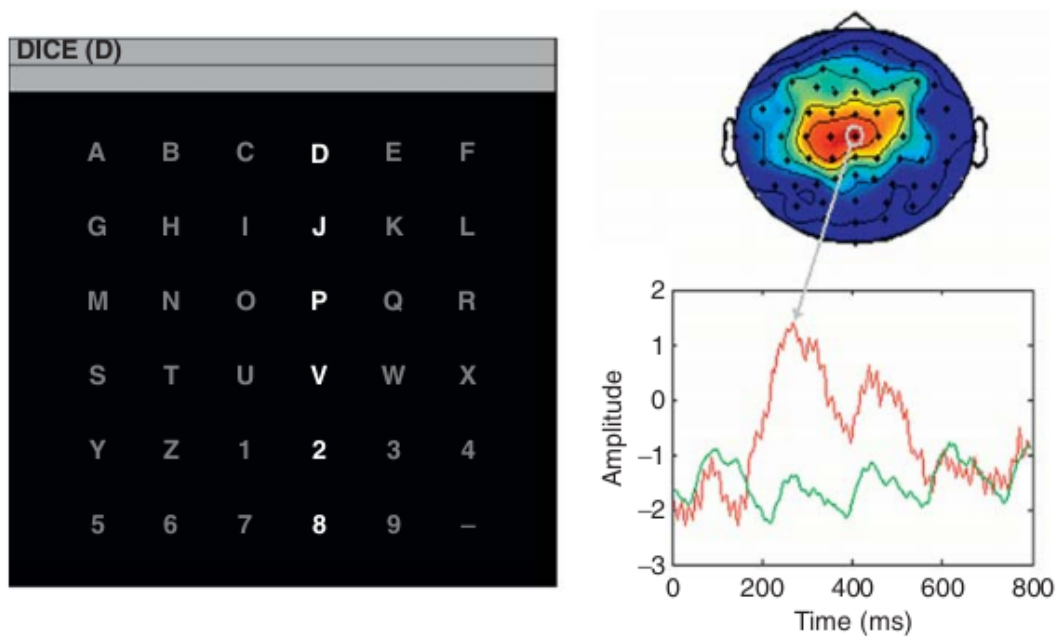 DICE (D)
A B C D E F
G H I J K L
M N O P Q R
S T U V W X
Y Z 1 2 3 4
5 6 7 8 9 –
2
1
0
–1
–2
–3
Amplitude
0 200 400 600 800
Time (ms)